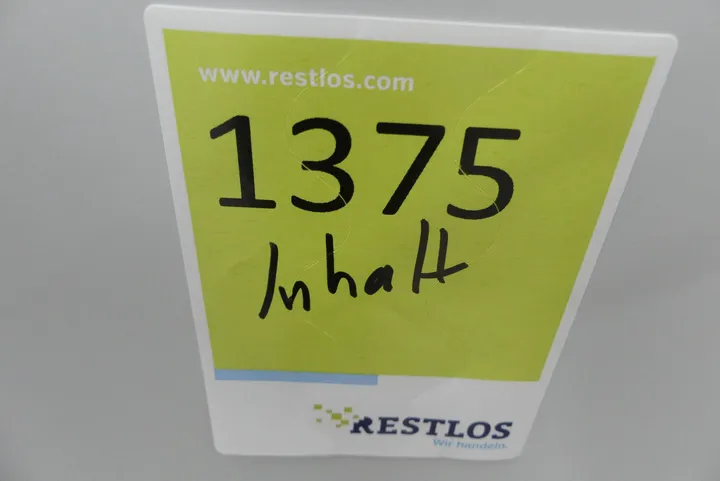 www.restlos.com
1375
Inhalt
RESTLOS
Wir handeln.